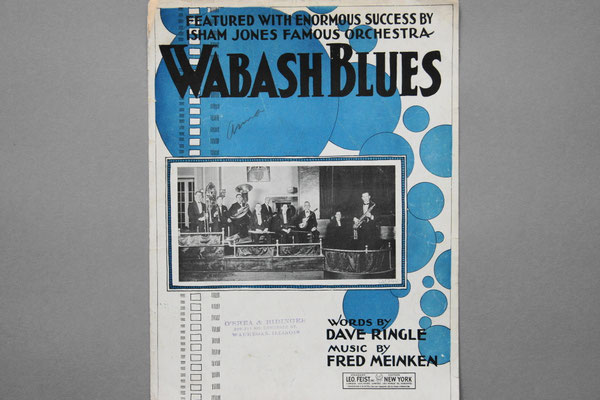 FEATURED WITH ENORMOUS SUCCESS BY
ISHAM JONES FAMOUS ORCHESTRA
WABASH BLUES
WORDS BY
DAVE RINGLE
MUSIC BY
FRED MEINKEN
LEO. FEIST INC. NEW YORK